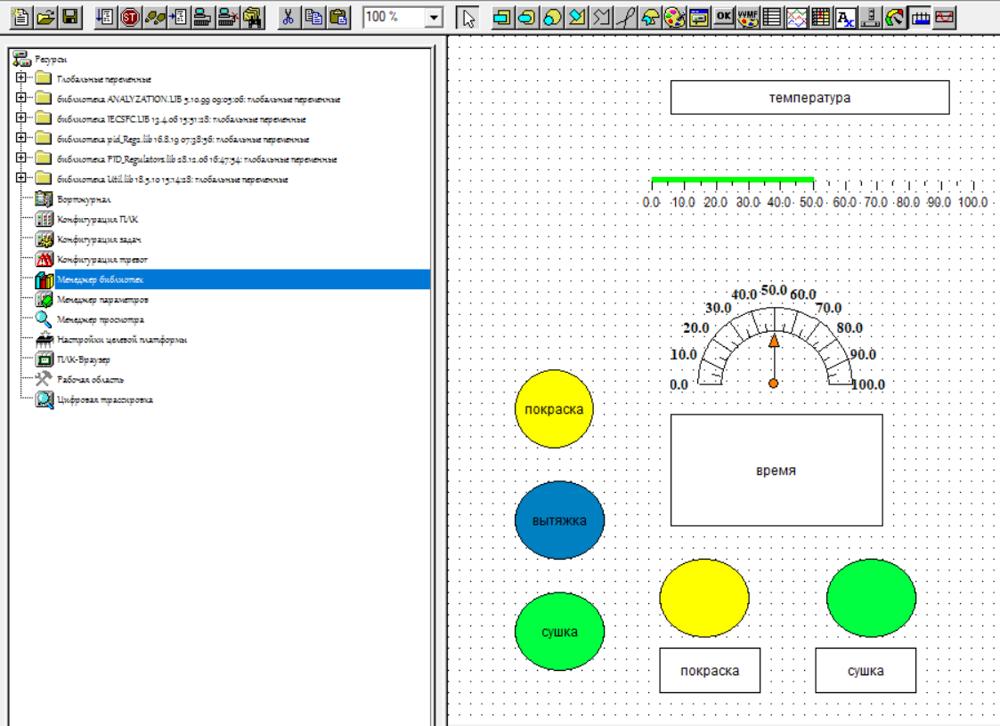 100 %
OK
WMF
Ресурсы
Глобальные переменные
библиотека ANALYZATION.LIB 5.10.99 09:05:06: глобальные переменные
библиотека IECSFC.LIB 13.4.06 15:51:28: глобальные переменные
библиотека pid_Reg2.lib 16.8.19 07:38:56: глобальные переменные
библиотека PID_Regulators.lib 28.12.06 16:47:54: глобальные переменные
библиотека Util.lib 18.5.10 15:14:28: глобальные переменные
Бортжурнал
Конфигурация ПЛК
Конфигурация задач
Конфигурация тревог
Менеджер библиотек
Менеджер параметров
Менеджер просмотра
Настройки целевой платформы
ПЛК-Браузер
Рабочая область
Цифровая трассировка
температура
0.0 10.0 20.0 30.0 40.0 50.0 60.0 70.0 80.0 90.0 100.0
0.0 10.0 20.0 30.0 40.0 50.0 60.0 70.0 80.0 90.0 100.0
покраска
время
вытяжка
сушка
покраска
сушка